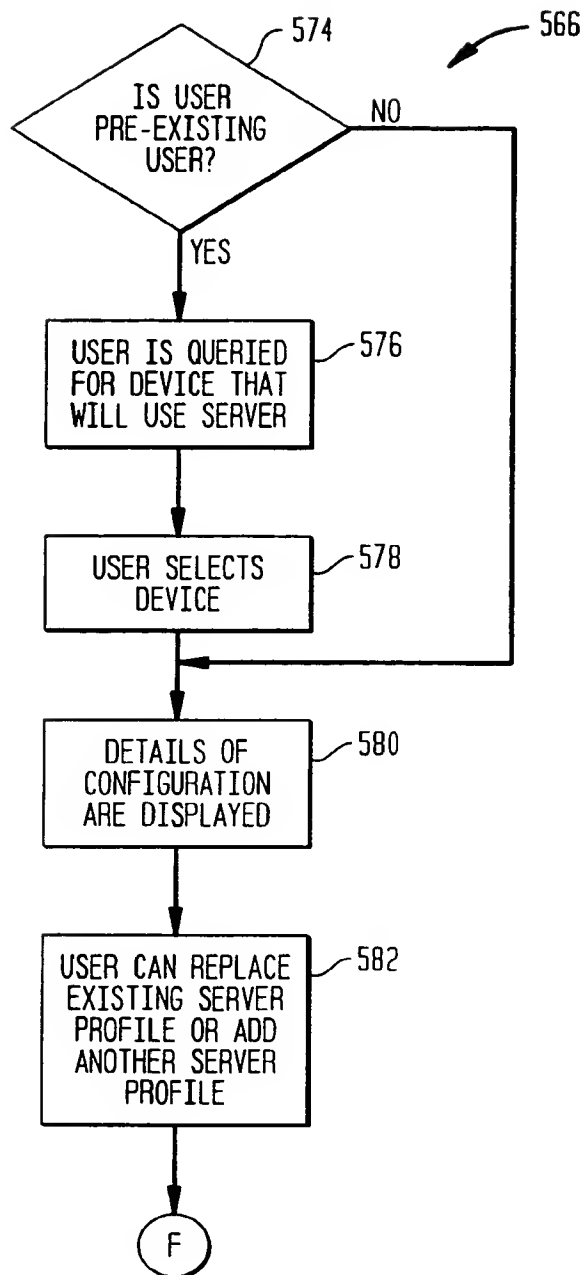 574
566
IS USER
PRE-EXISTING
USER?
NO
YES
USER IS QUERIED
FOR DEVICE THAT
WILL USE SERVER
576
USER SELECTS
DEVICE
578
DETAILS OF
CONFIGURATION
ARE DISPLAYED
580
USER CAN REPLACE
EXISTING SERVER
PROFILE OR ADD
ANOTHER SERVER
PROFILE
582
F